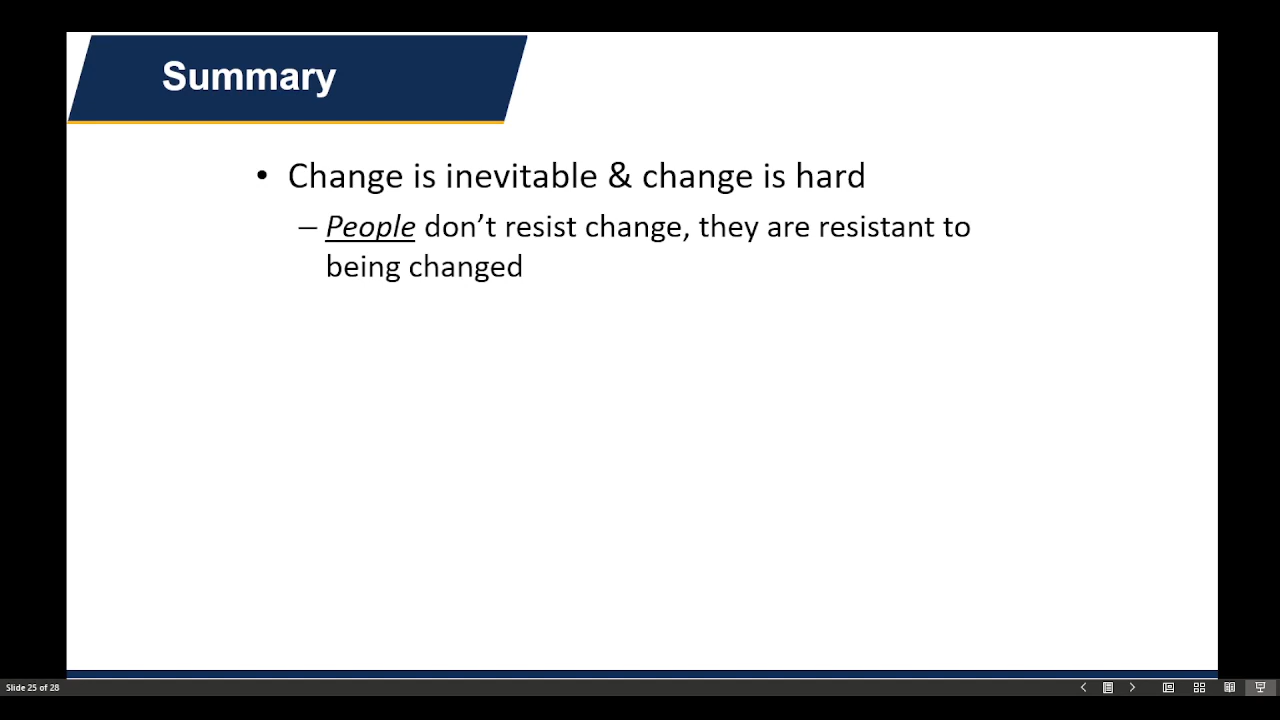 Summary
• Change is inevitable & change is hard
– People don’t resist change, they are resistant to
being changed
Slide 25 of 28